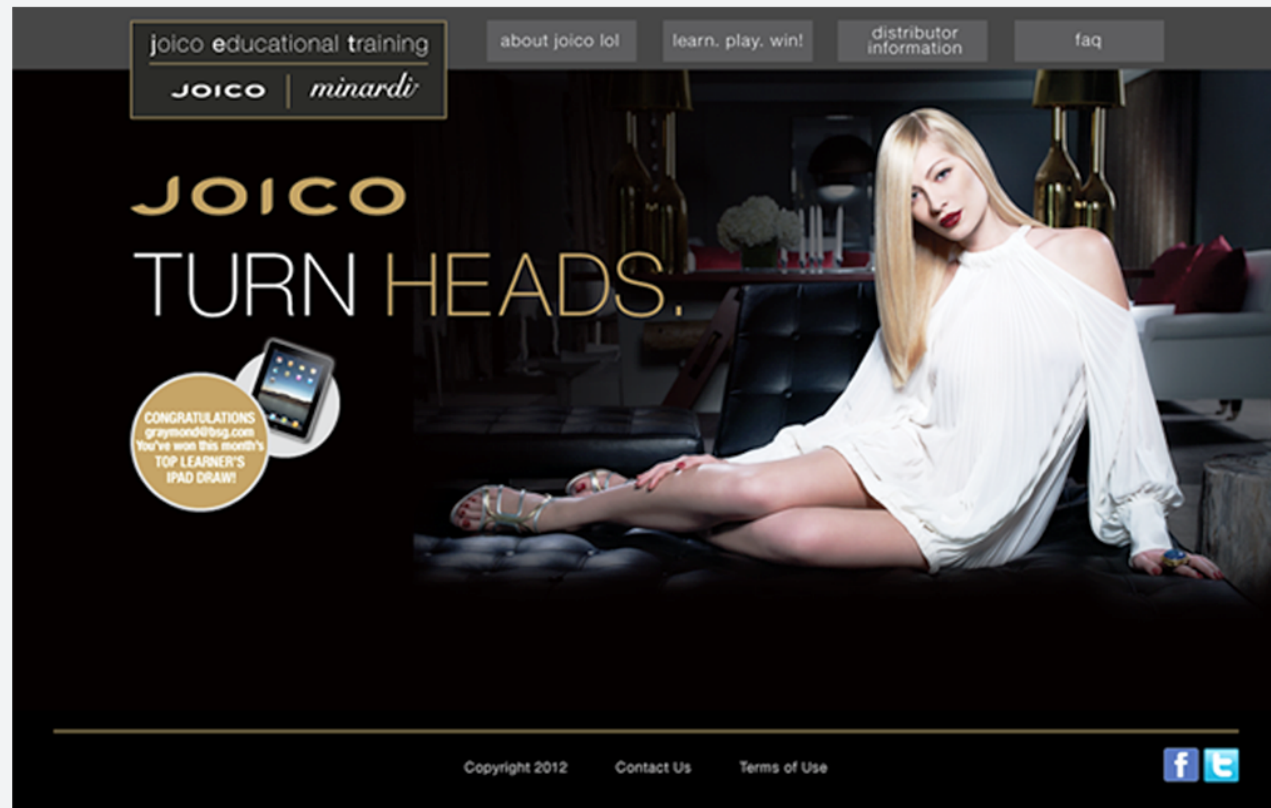 joico educational training
JOICO | minardi
about joico lol
learn. play. win!
distributor
information
faq
JOICO
TURN HEADS.
CONGRATULATIONS
graymond@bsg.com
You've won this month's
TOP LEARNER'S
IPAD DRAW!
Copyright 2012
Contact Us
Terms of Use